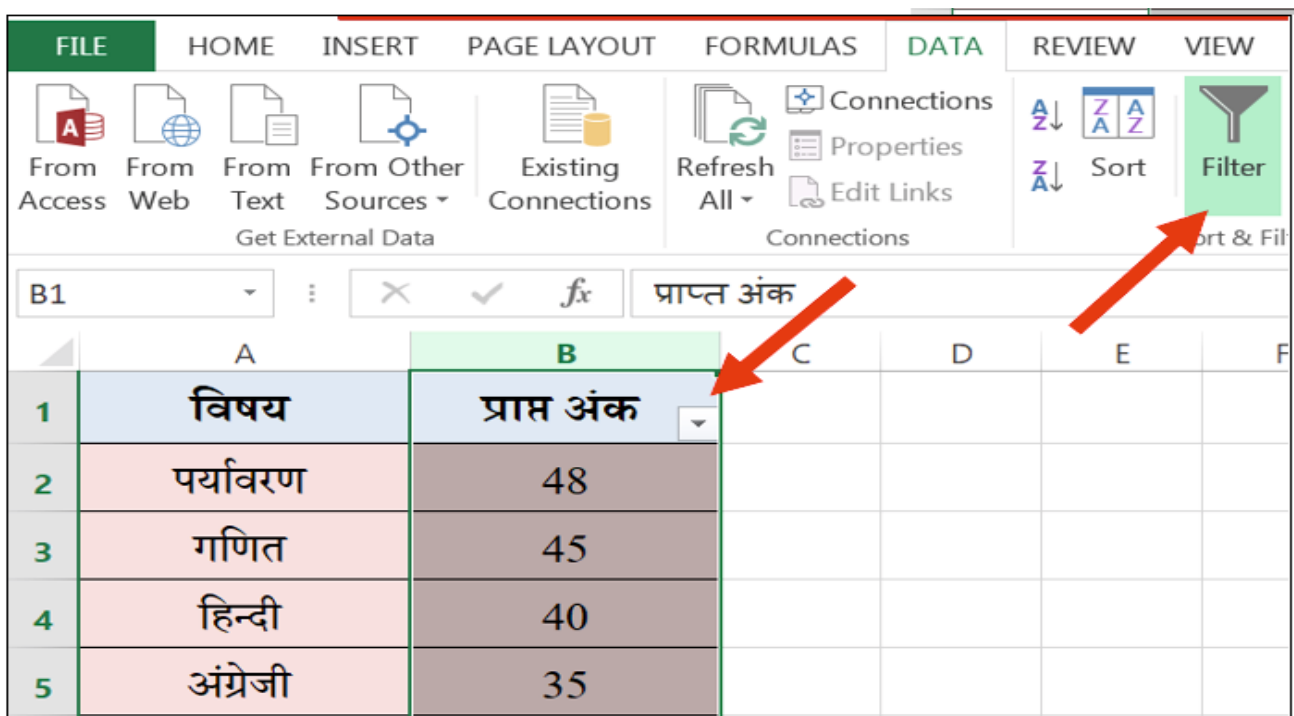 FILE HOME INSERT PAGE LAYOUT FORMULAS DATA REVIEW VIEW
From Access
From Web
From Text
From Other Sources
Existing Connections
Get External Data
Refresh All
Connections
Properties
Edit Links
Connections
Sort
Filter
B1 fx प्राप्त अंक
A B C D E F
1 विषय प्राप्त अंक
2 पर्यावरण 48
3 गणित 45
4 हिन्दी 40
5 अंग्रेजी 35